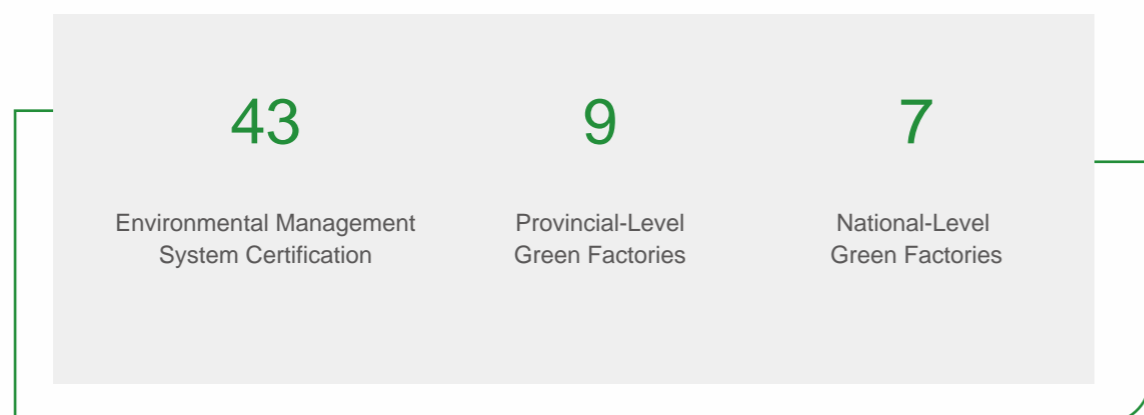 43
Environmental Management
System Certification
9
Provincial-Level
Green Factories
7
National-Level
Green Factories